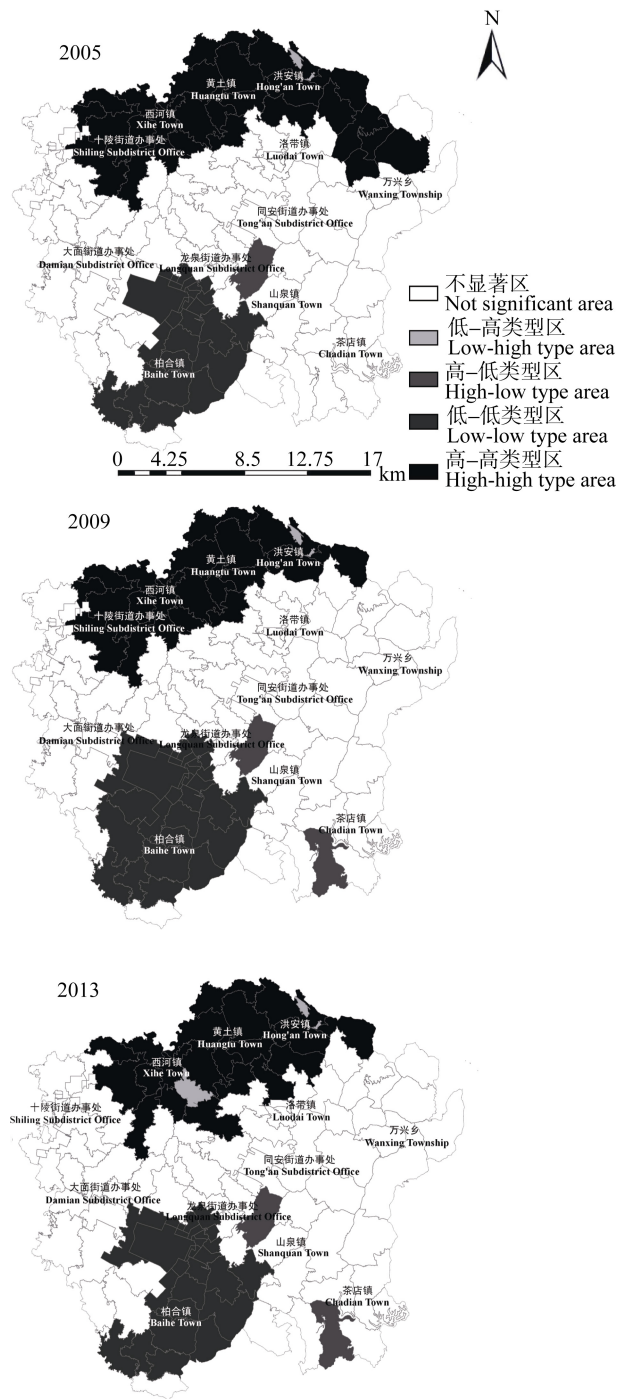 N
2005
黄土镇
Huangtu Town
洪安镇
Hong'an Town
西河镇
Xihe Town
十陵街道办事处
Shiling Subdistrict Office
洛带镇
Luodai Town
万兴乡
Wanxing Township
同安街道办事处
Tong'an Subdistrict Office
大面街道办事处
Damian Subdistrict Office
龙泉街道办事处
Longquan Subdistrict Office
山泉镇
Shanquan Town
茶店镇
Chadian Town
柏合镇
Baihe Town
不显著区
Not significant area
低–高类型区
Low-high type area
高–低类型区
High-low type area
低–低类型区
Low-low type area
高–高类型区
High-high type area
0 4.25 8.5 12.75 17
km
2009
黄土镇
Huangtu Town
洪安镇
Hong'an Town
西河镇
Xihe Town
十陵街道办事处
Shiling Subdistrict Office
洛带镇
Luodai Town
万兴乡
Wanxing Township
同安街道办事处
Tong'an Subdistrict Office
大面街道办事处
Damian Subdistrict Office
龙泉街道办事处
Longquan Subdistrict Office
山泉镇
Shanquan Town
茶店镇
Chadian Town
柏合镇
Baihe Town
2013
黄土镇
Huangtu Town
洪安镇
Hong'an Town
西河镇
Xihe Town
十陵街道办事处
Shiling Subdistrict Office
洛带镇
Luodai Town
万兴乡
Wanxing Township
同安街道办事处
Tong'an Subdistrict Office
大面街道办事处
Damian Subdistrict Office
龙泉街道办事处
Longquan Subdistrict Office
山泉镇
Shanquan Town
茶店镇
Chadian Town
柏合镇
Baihe Town